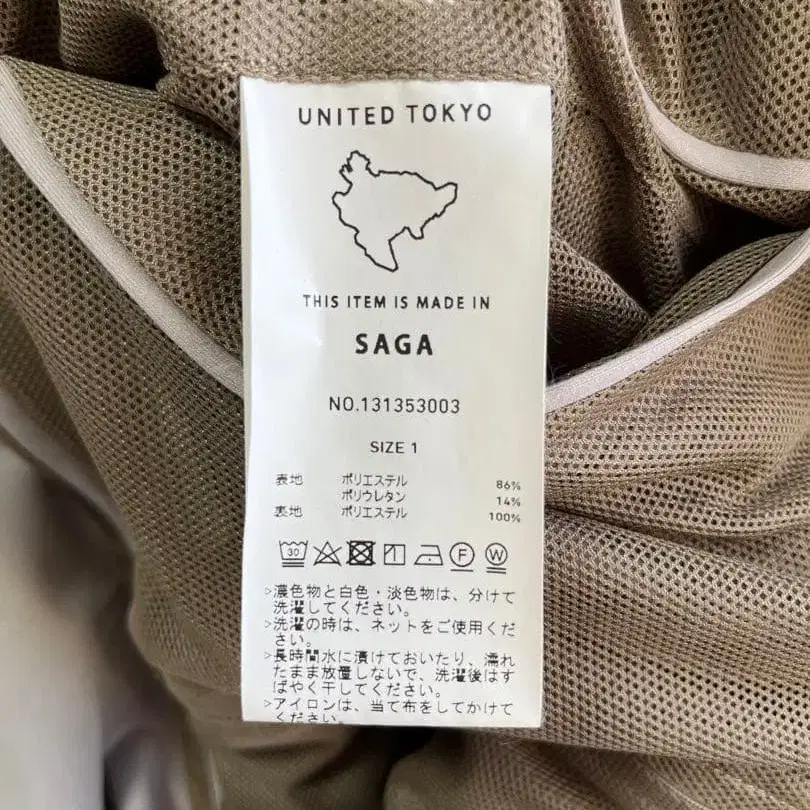 UNITED TOKYO
THIS ITEM IS MADE IN
SAGA
NO.131353003
SIZE 1
表地 ポリエステル 86%
ポリウレタン 14%
裏地 ポリエステル 100%
30 F W
>濃色物と白色・淡色物は、分けて
洗濯してください。
>洗濯の時は、ネットをご使用くだ
さい。
>長時間水に漬けておいたり、濡れ
たまま放置しないで、洗濯後はす
ばやく干してください。
>アイロンは、当て布をしてかけて
ください。